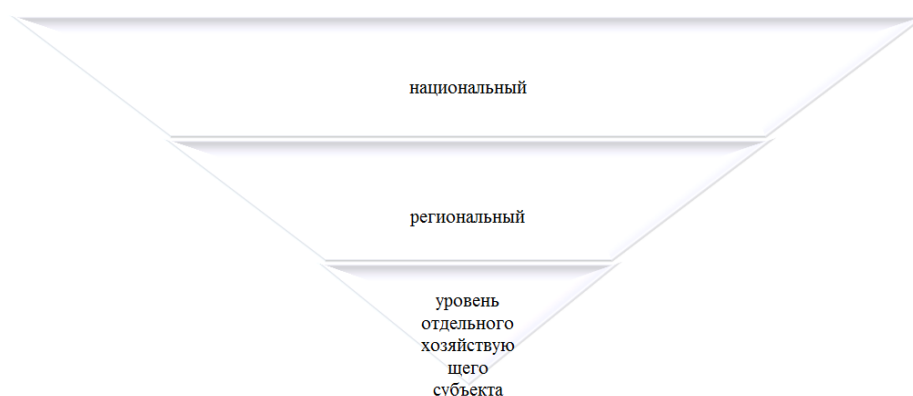 национальный
региональный
уровень
отдельного
хозяйствую
щего
субъекта